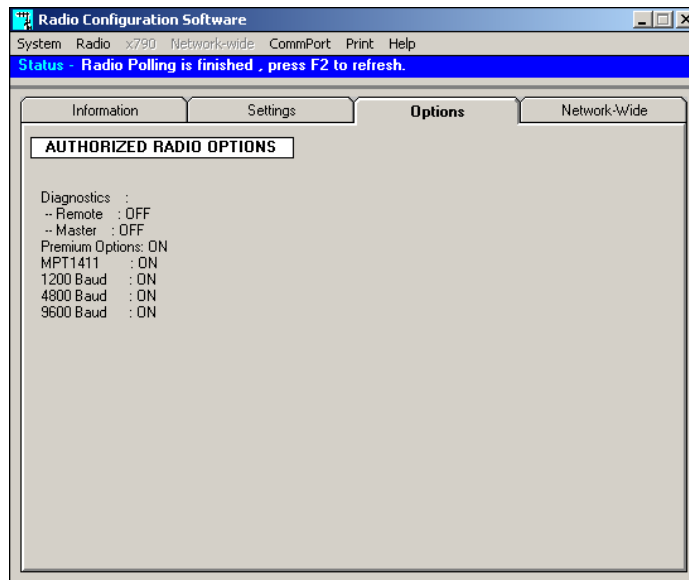 Radio Configuration Software
System Radio x790 Network-wide CommPort Print Help
Status - Radio Polling is finished , press F2 to refresh.
Information Settings Options Network-Wide
AUTHORIZED RADIO OPTIONS
Diagnostics :
-- Remote : OFF
-- Master : OFF
Premium Options: ON
MPT1411 : ON
1200 Baud : ON
4800 Baud : ON
9600 Baud : ON